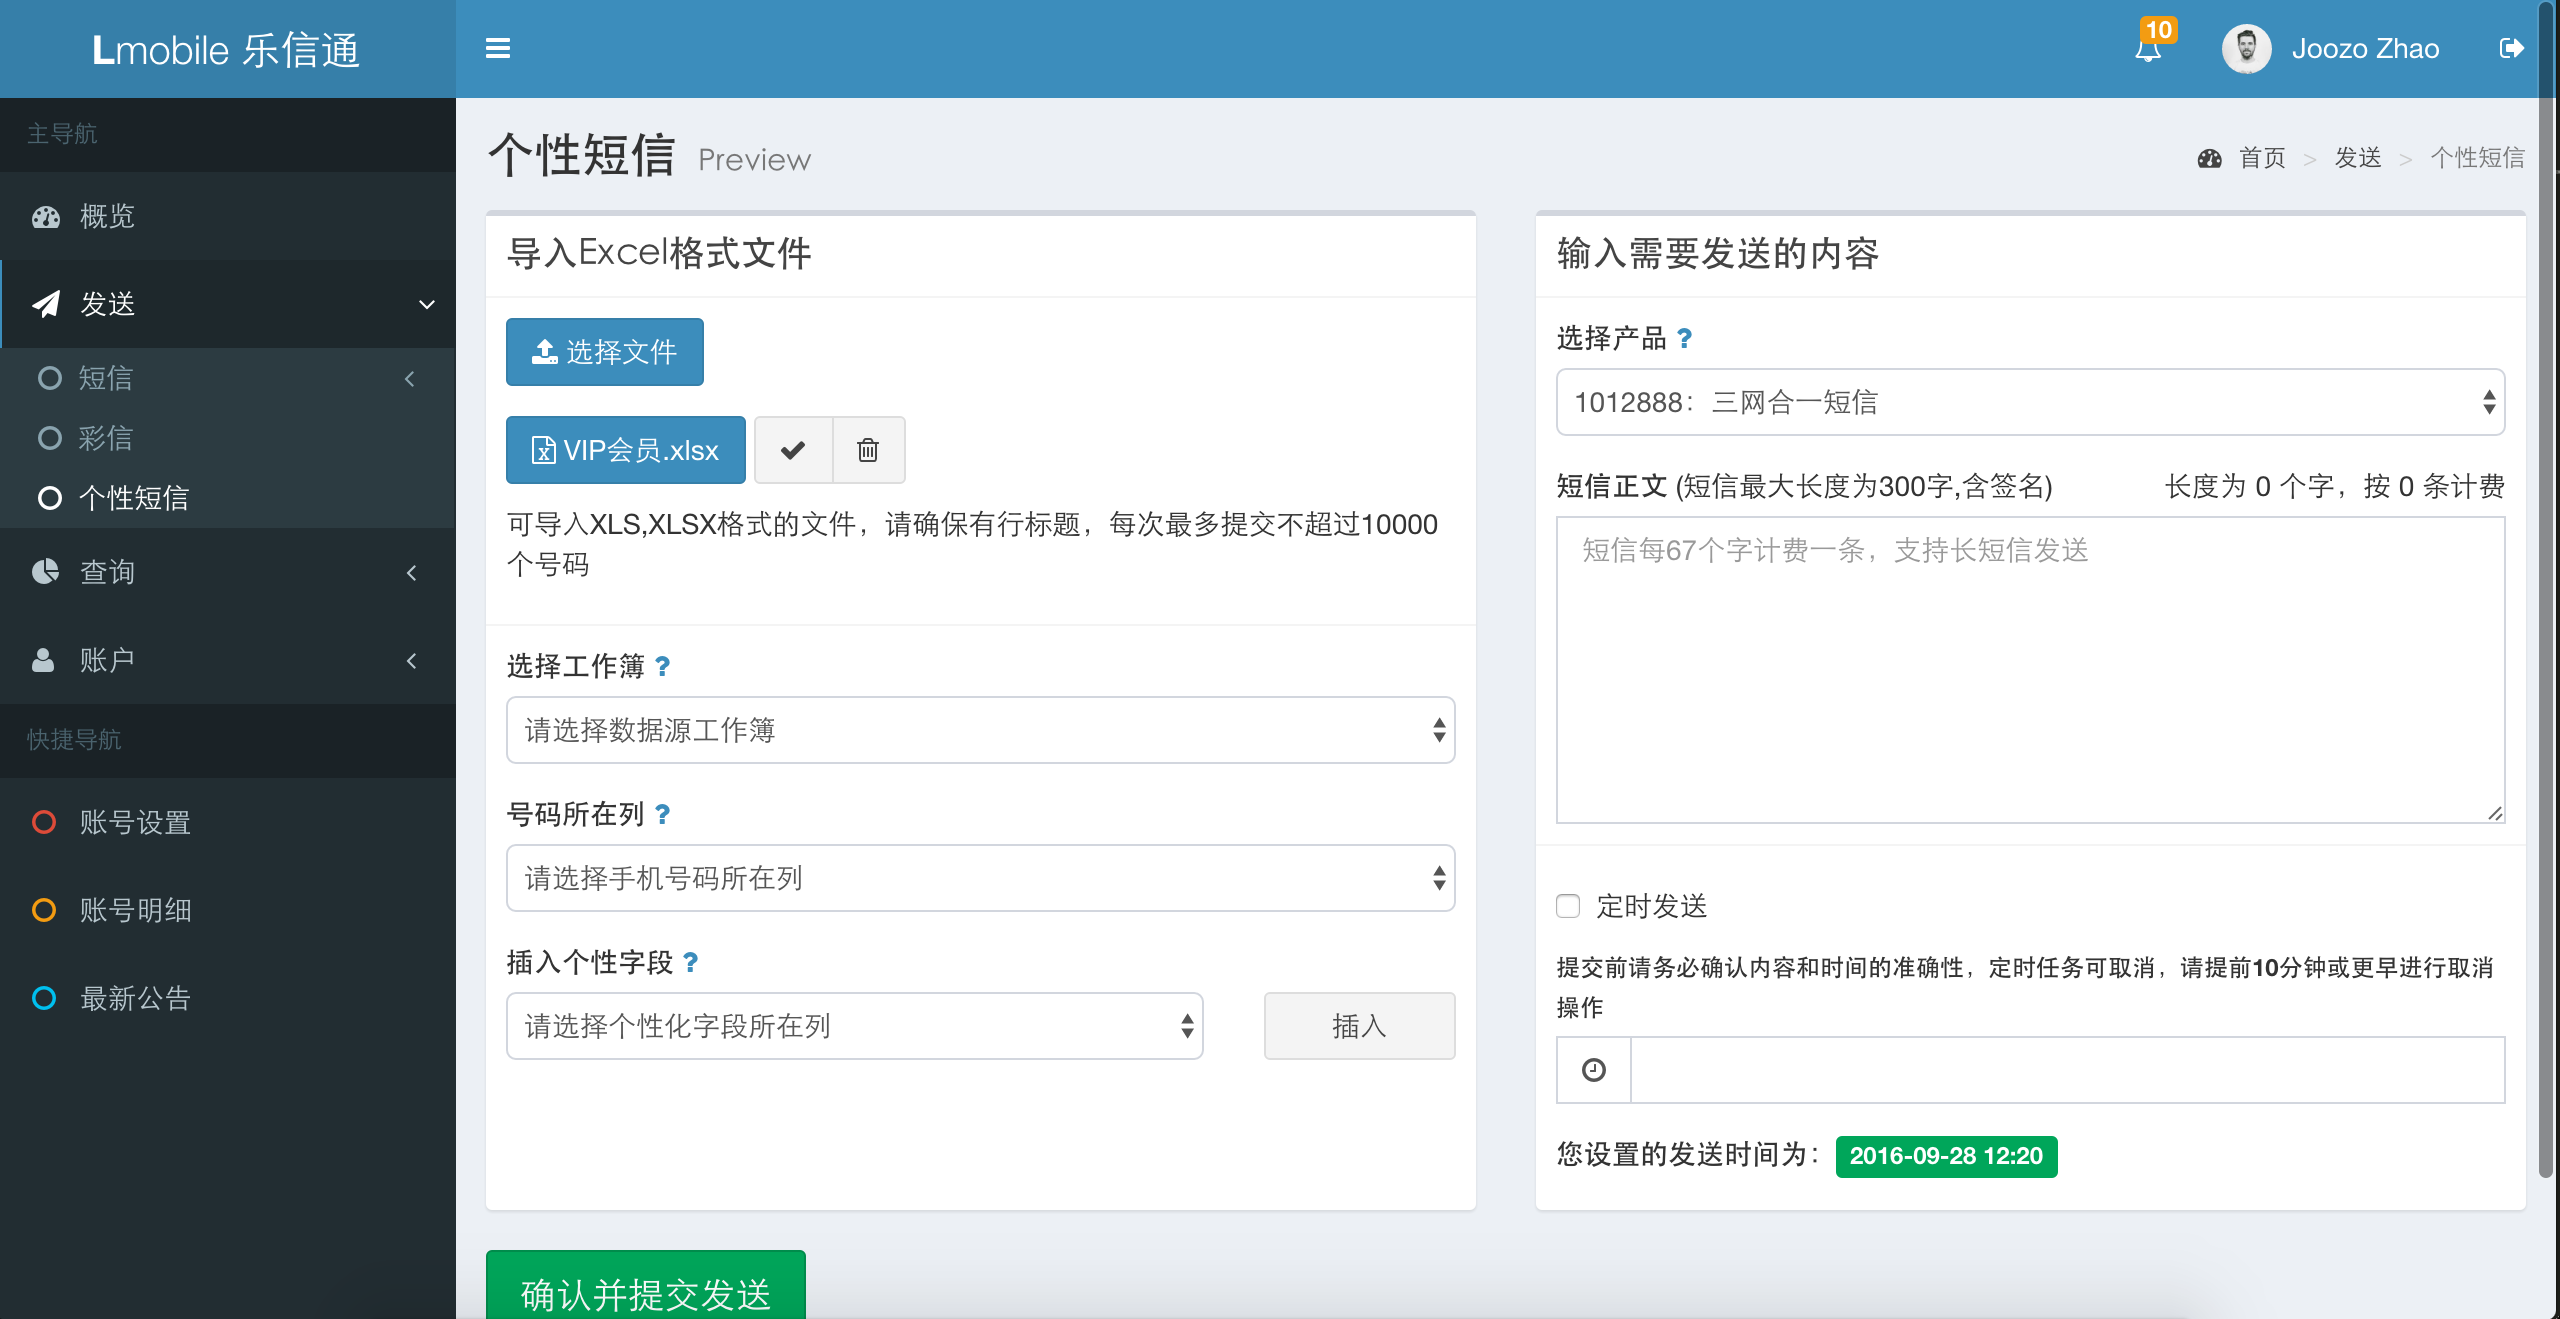 Lmobile 乐信通
10
Joozo Zhao
主导航
概览
发送
短信
彩信
个性短信
查询
账户
快捷导航
账号设置
账号明细
最新公告
个性短信 Preview
首页 > 发送 > 个性短信
导入Excel格式文件
选择文件
VIP会员.xlsx
可导入XLS,XLSX格式的文件，请确保有行标题，每次最多提交不超过10000
个号码
选择工作簿 ?
请选择数据源工作簿
号码所在列 ?
请选择手机号码所在列
插入个性字段 ?
请选择个性化字段所在列
插入
输入需要发送的内容
选择产品 ?
1012888：三网合一短信
短信正文 (短信最大长度为300字,含签名) 长度为 0 个字，按 0 条计费
短信每67个字计费一条，支持长短信发送
定时发送
提交前请务必确认内容和时间的准确性，定时任务可取消，请提前10分钟或更早进行取消
操作
您设置的发送时间为： 2016-09-28 12:20
确认并提交发送